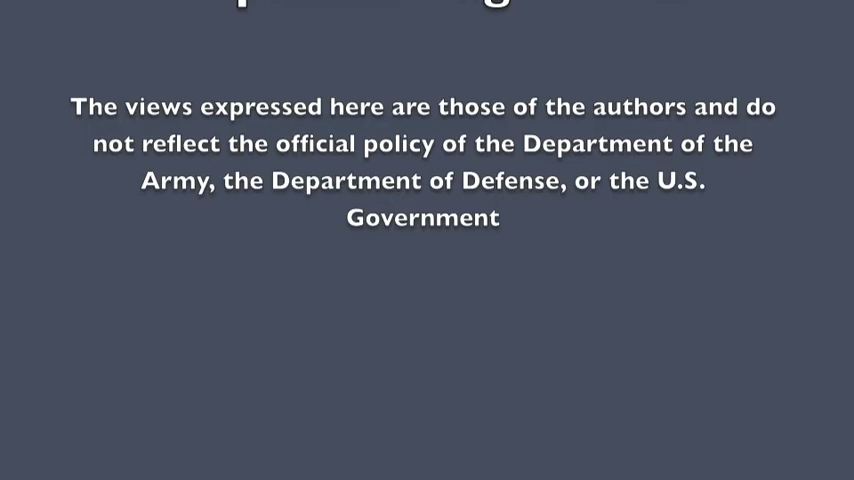 The views expressed here are those of the authors and do
not reflect the official policy of the Department of the
Army, the Department of Defense, or the U.S.
Government